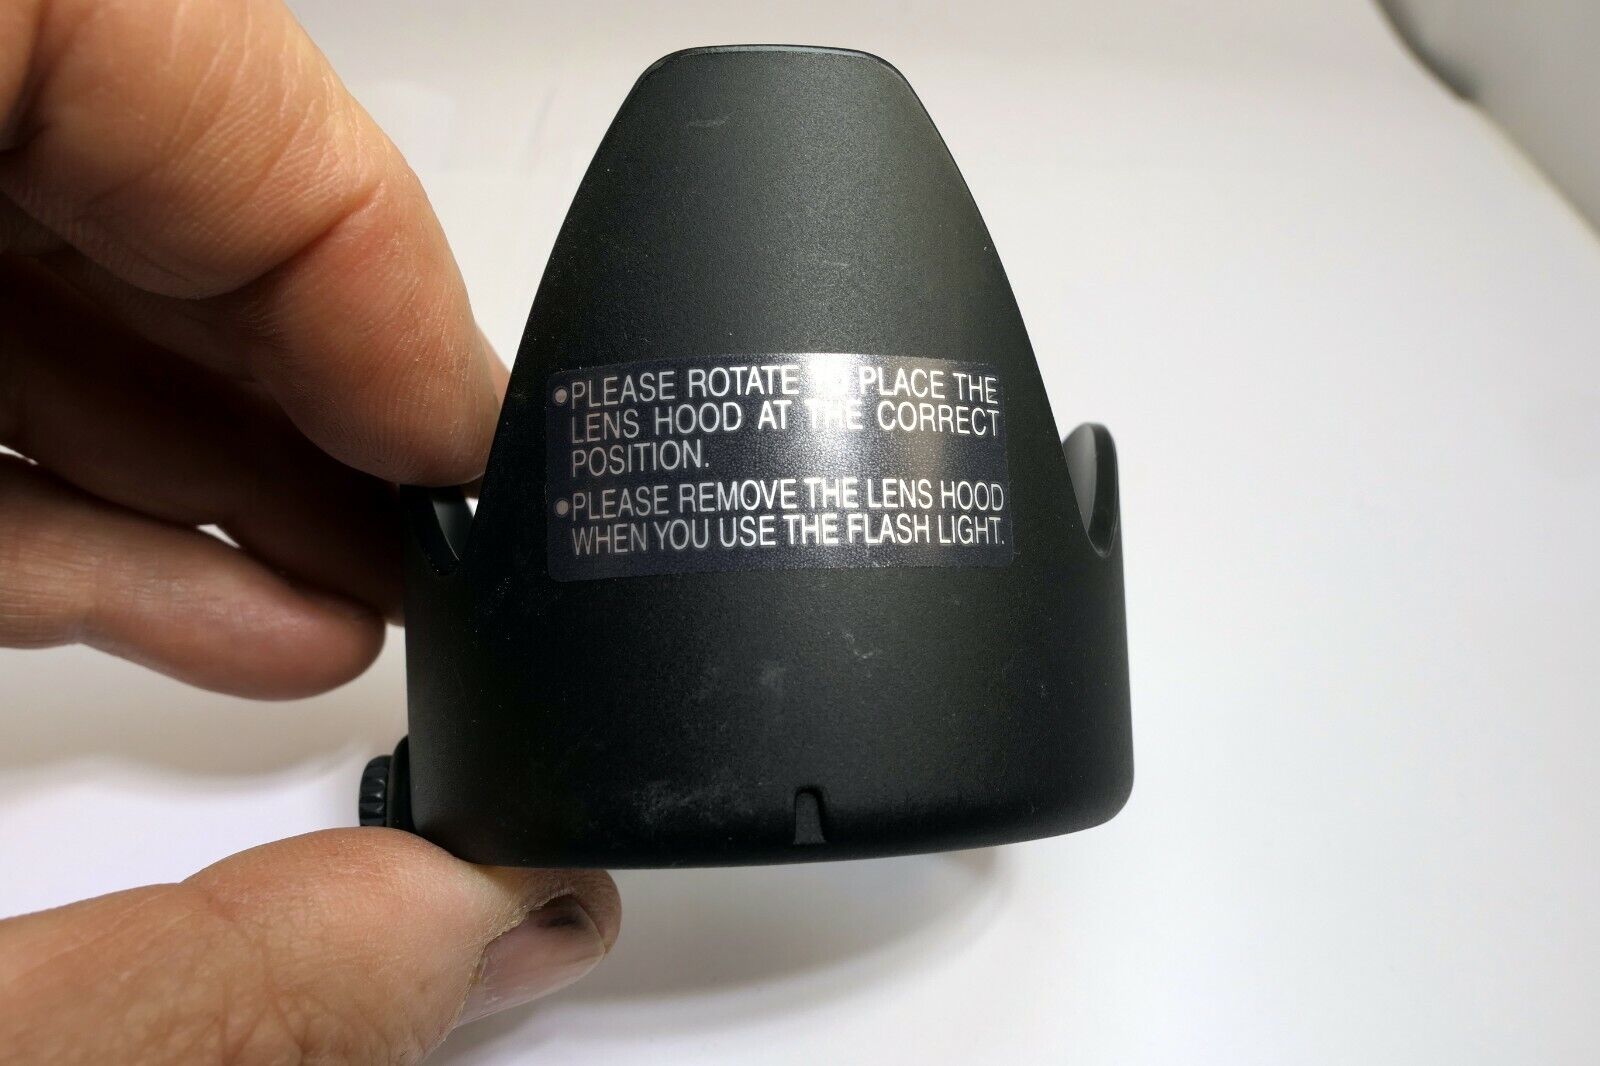 ●PLEASE ROTATE TO PLACE THE
LENS HOOD AT THE CORRECT
POSITION.
●PLEASE REMOVE THE LENS HOOD
WHEN YOU USE THE FLASH LIGHT.